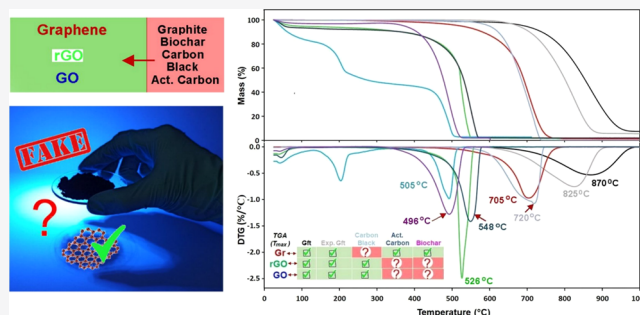 Graphene
rGO
GO
Graphite
Biochar
Carbon
Black
Act. Carbon
FAKE
?
Mass (%)
100
80
60
40
20
0
DTG (%/°C)
0.0
-0.5
-1.0
-1.5
-2.0
-2.5
505 °C
496 °C
526 °C
548 °C
705 °C
720 °C
825 °C
870 °C
TGA
(Tmax)
Gft
Exp. Gft
Carbon
Black
Act.
Carbon
Biochar
Gr
?
?
?
rGO
?
?
GO
?
?
0
100
200
300
400
500
600
700
800
900
Temperature (°C)